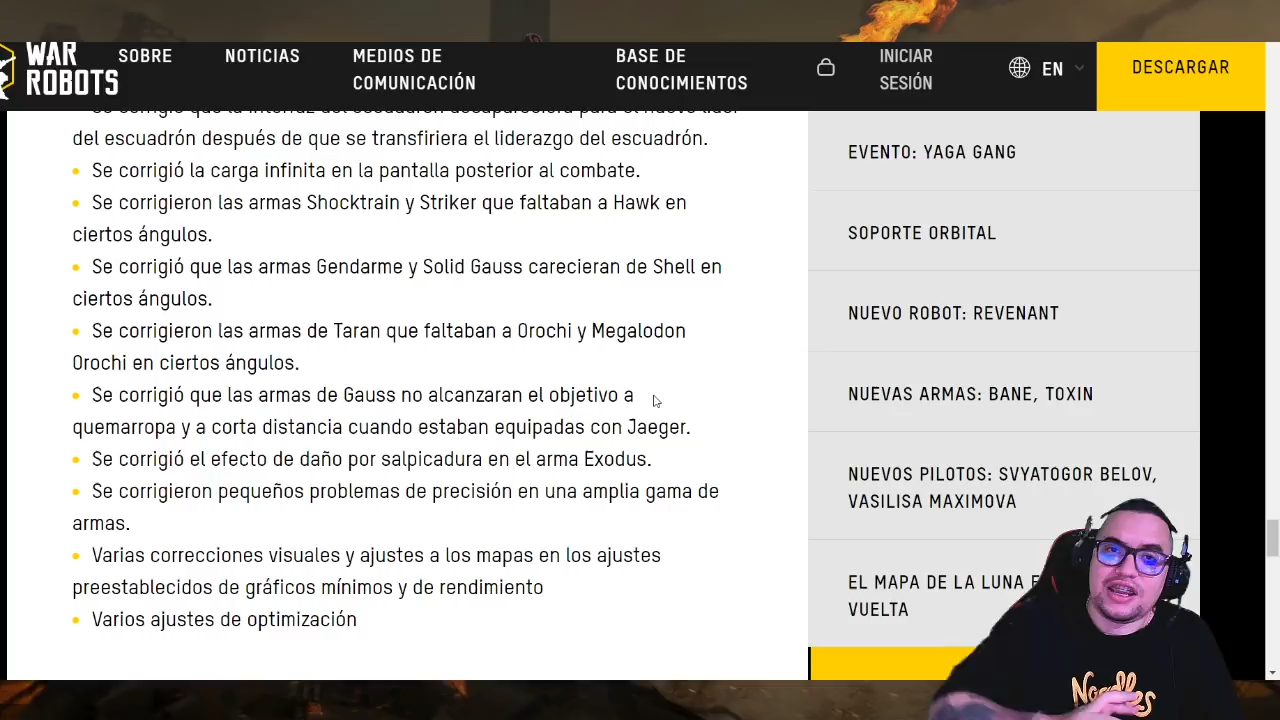 WAR
ROBOTS
SOBRE
NOTICIAS
MEDIOS DE
COMUNICACIÓN
BASE DE
CONOCIMIENTOS
INICIAR
SESIÓN
EN
DESCARGAR
del escuadrón después de que se transfiriera el liderazgo del escuadrón.
Se corrigió la carga infinita en la pantalla posterior al combate.
Se corrigieron las armas Shocktrain y Striker que faltaban a Hawk en
ciertos ángulos.
Se corrigió que las armas Gendarme y Solid Gauss carecieran de Shell en
ciertos ángulos.
Se corrigieron las armas de Taran que faltaban a Orochi y Megalodon
Orochi en ciertos ángulos.
Se corrigió que las armas de Gauss no alcanzaran el objetivo a
quemarropa y a corta distancia cuando estaban equipadas con Jaeger.
Se corrigió el efecto de daño por salpicadura en el arma Exodus.
Se corrigieron pequeños problemas de precisión en una amplia gama de
armas.
Varias correcciones visuales y ajustes a los mapas en los ajustes
preestablecidos de gráficos mínimos y de rendimiento
Varios ajustes de optimización
EVENTO: YAGA GANG
SOPORTE ORBITAL
NUEVO ROBOT: REVENANT
NUEVAS ARMAS: BANE, TOXIN
NUEVOS PILOTOS: SVYATOGOR BELOV,
VASILISA MAXIMOVA
EL MAPA DE LA LUNA
VUELTA
Noodles